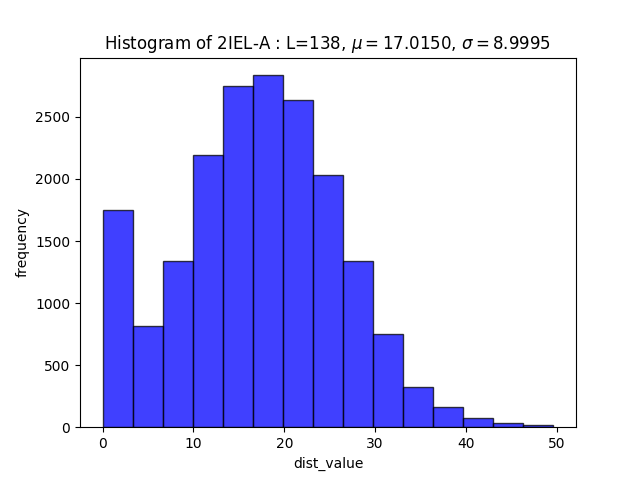 Histogram of 2IEL-A : L=138, μ = 17.0150, σ = 8.9995
frequency
2500
2000
1500
1000
500
0
0 10 20 30 40 50
dist_value